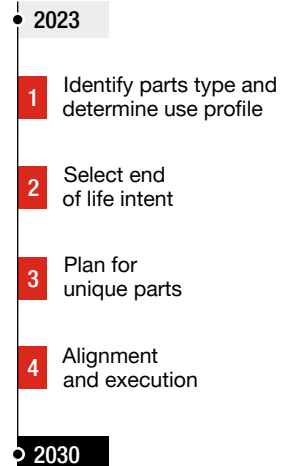 2023
1
Identify parts type and
determine use profile
2
Select end
of life intent
3
Plan for
unique parts
4
Alignment
and execution
2030